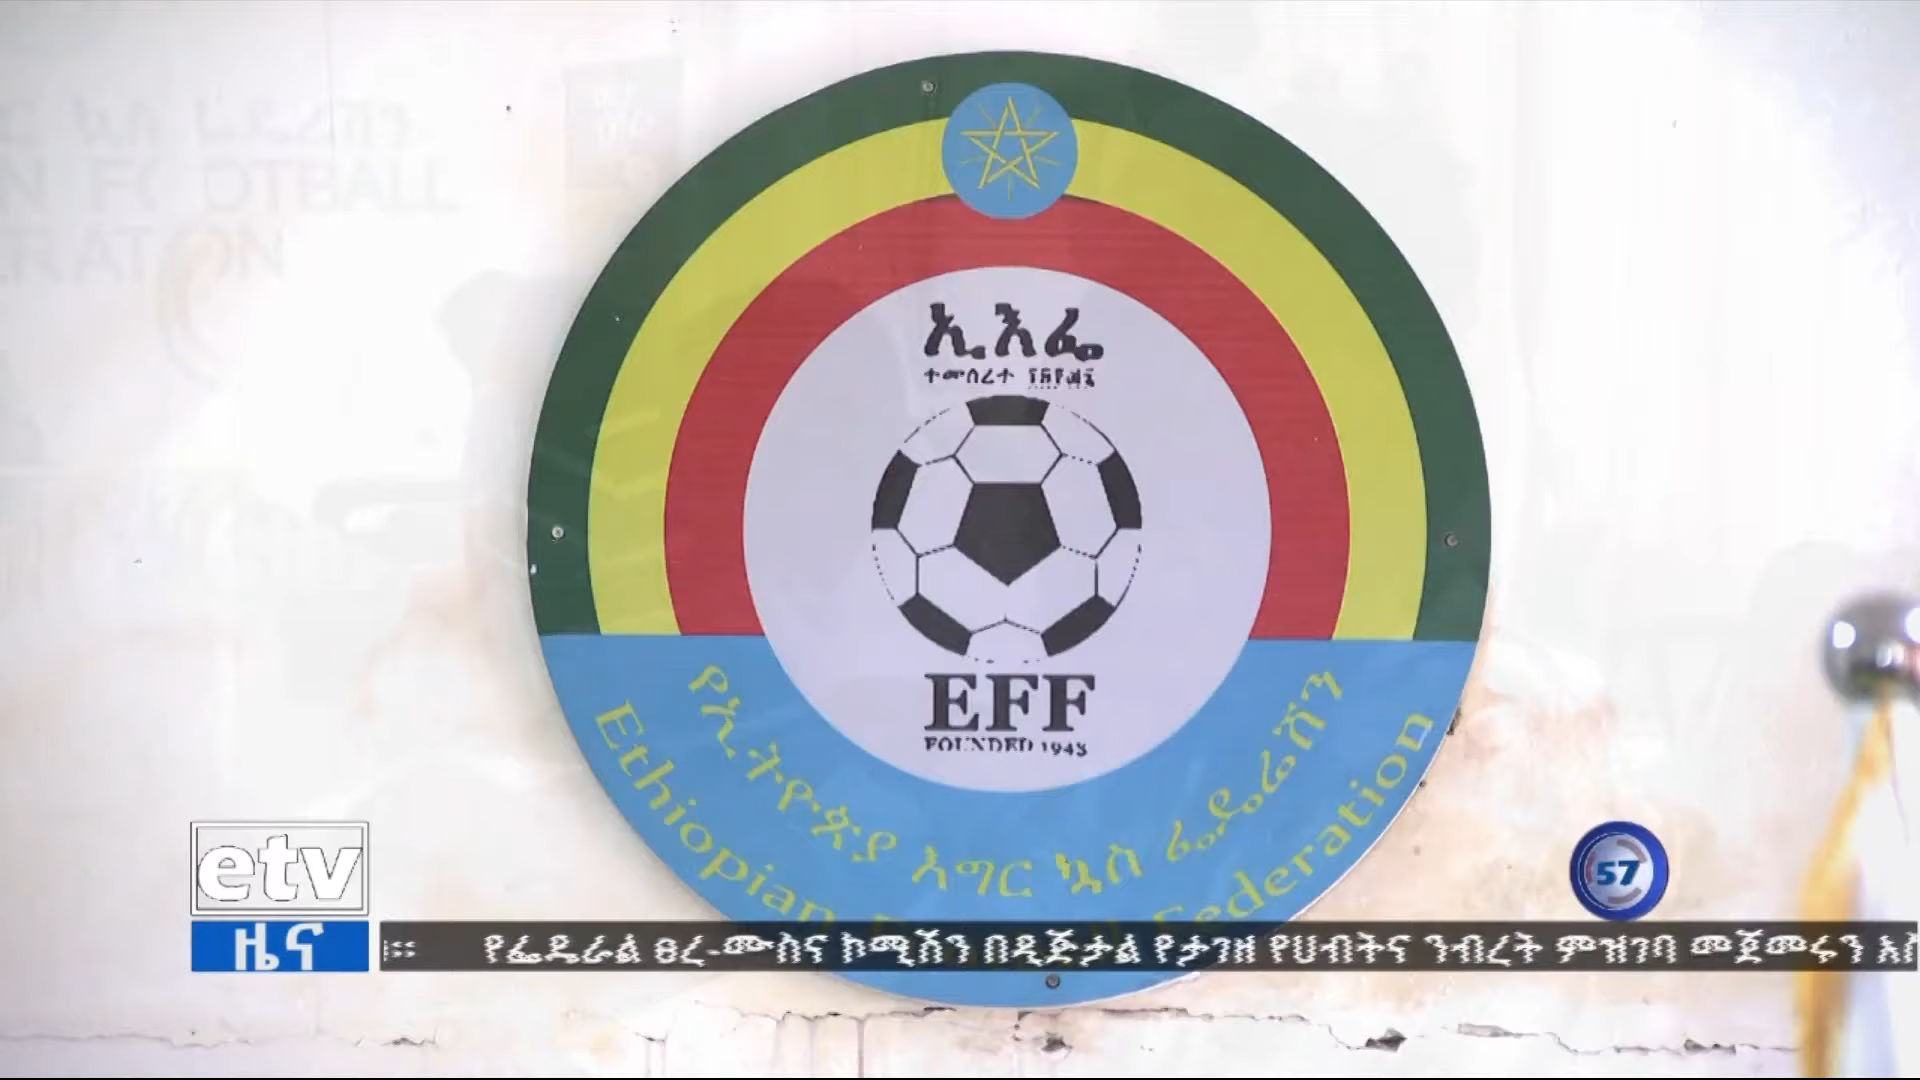 ኢእፌ
ተመሰረተ
EFF
FOUNDED 1943
የኢትዮጵያ እግር ኳስ ፌዴሬሽን
Ethiopian Federation
etv
ዜና
57
የፌዴራል ፀረ-ሙስና ኮሚሽን በዲጅታል የታገዘ የሀብትና ንብረት ምዝገባ መጀመሩን